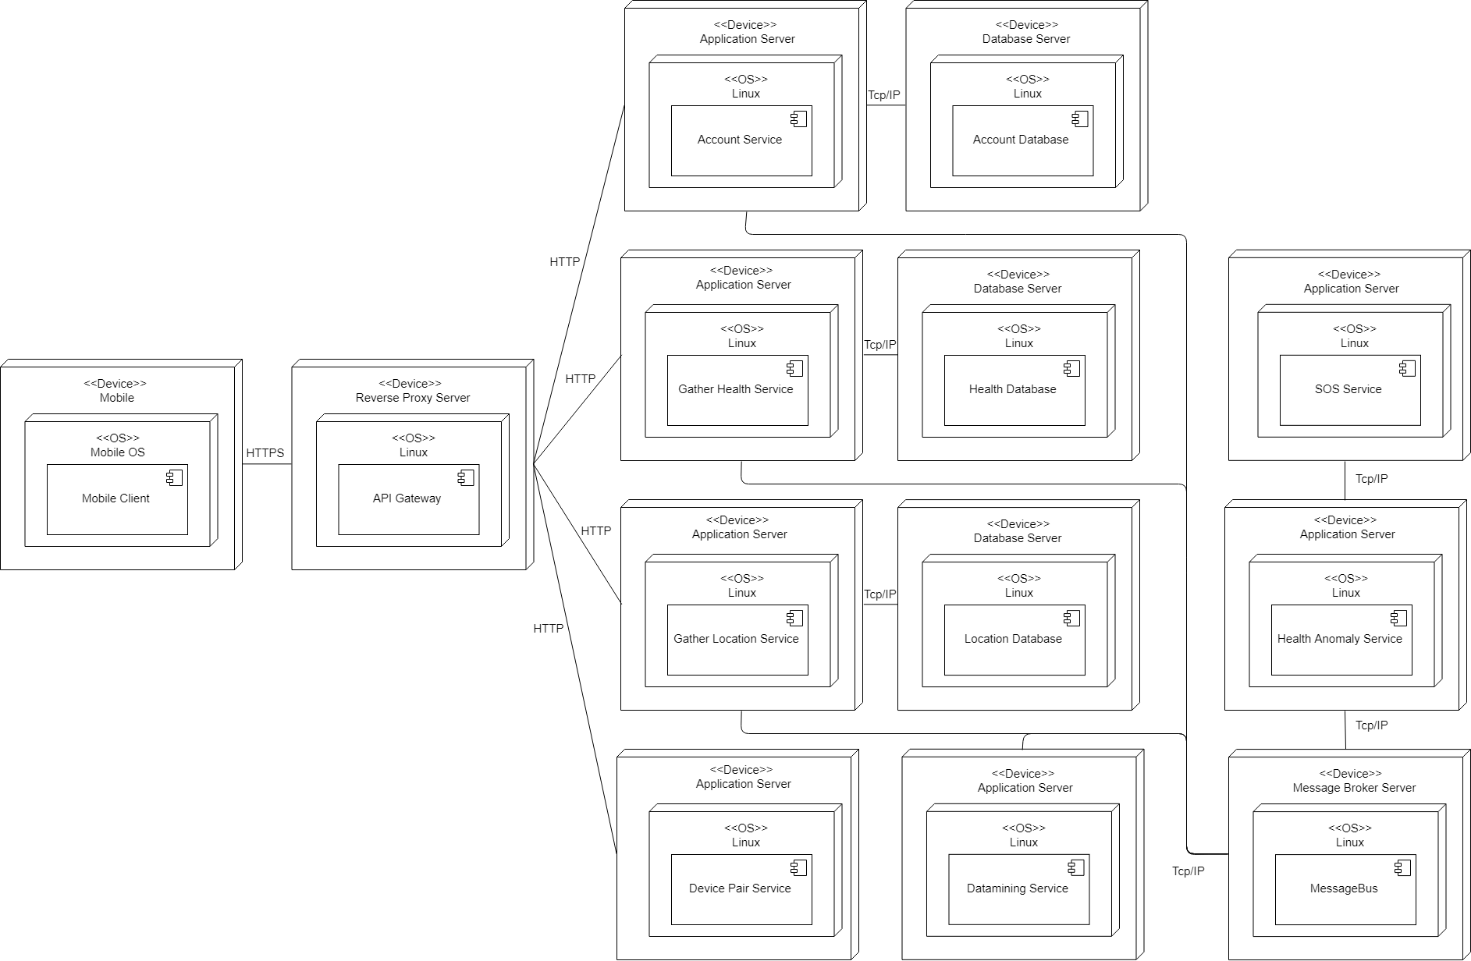 <<Device>>
Application Server
<<OS>>
Linux
Account Service
Tcp/IP
<<Device>>
Database Server
<<OS>>
Linux
Account Database
HTTP
<<Device>>
Application Server
<<OS>>
Linux
Gather Health Service
Tcp/IP
<<Device>>
Database Server
<<OS>>
Linux
Health Database
<<Device>>
Application Server
<<OS>>
Linux
SOS Service
Tcp/IP
<<Device>>
Mobile
<<OS>>
Mobile OS
Mobile Client
HTTPS
<<Device>>
Reverse Proxy Server
<<OS>>
Linux
API Gateway
HTTP
HTTP
<<Device>>
Application Server
<<OS>>
Linux
Gather Location Service
Tcp/IP
<<Device>>
Database Server
<<OS>>
Linux
Location Database
<<Device>>
Application Server
<<OS>>
Linux
Health Anomaly Service
Tcp/IP
HTTP
<<Device>>
Application Server
<<OS>>
Linux
Device Pair Service
<<Device>>
Application Server
<<OS>>
Linux
Datamining Service
Tcp/IP
<<Device>>
Message Broker Server
<<OS>>
Linux
MessageBus